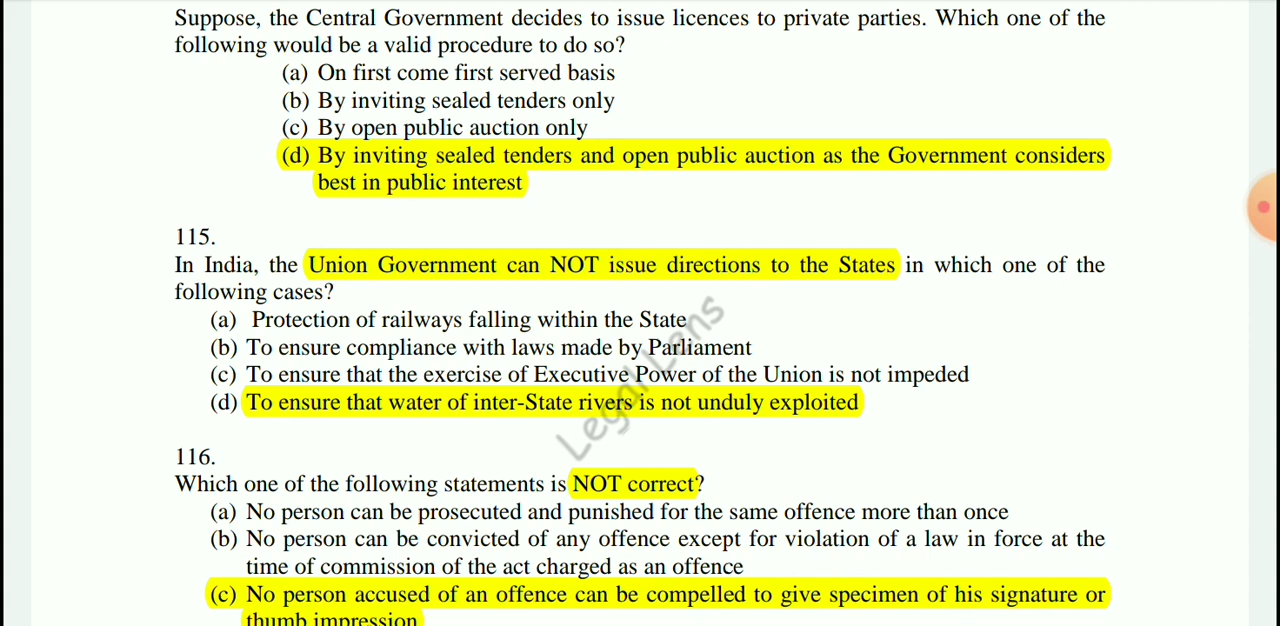 Suppose, the Central Government decides to issue licences to private parties. Which one of the
following would be a valid procedure to do so?
(a) On first come first served basis
(b) By inviting sealed tenders only
(c) By open public auction only
(d) By inviting sealed tenders and open public auction as the Government considers
best in public interest
115.
In India, the Union Government can NOT issue directions to the States in which one of the
following cases?
(a) Protection of railways falling within the State
(b) To ensure compliance with laws made by Parliament
(c) To ensure that the exercise of Executive Power of the Union is not impeded
(d) To ensure that water of inter-State rivers is not unduly exploited
Legal Lens
116.
Which one of the following statements is NOT correct?
(a) No person can be prosecuted and punished for the same offence more than once
(b) No person can be convicted of any offence except for violation of a law in force at the
time of commission of the act charged as an offence
(c) No person accused of an offence can be compelled to give specimen of his signature or
thumb impression